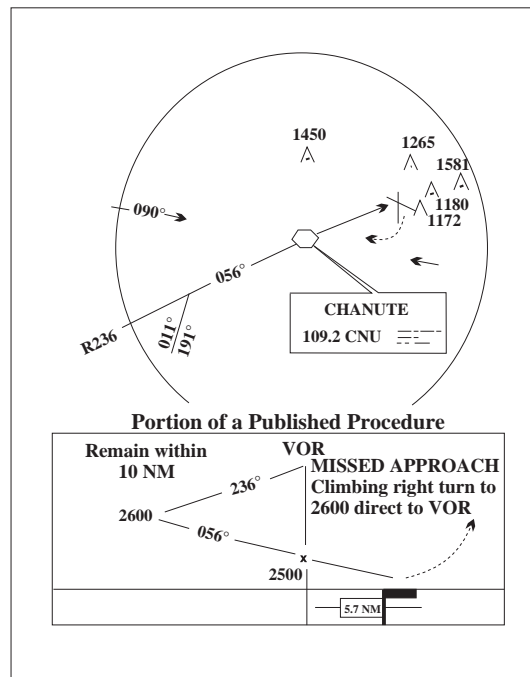 1450
1265
1581
1180
1172
090°
056°
R236
011°
191°
CHANUTE
109.2 CNU
Portion of a Published Procedure
Remain within
10 NM
VOR
MISSED APPROACH
Climbing right turn to
2600 direct to VOR
236°
2600
056°
x
2500
5.7 NM